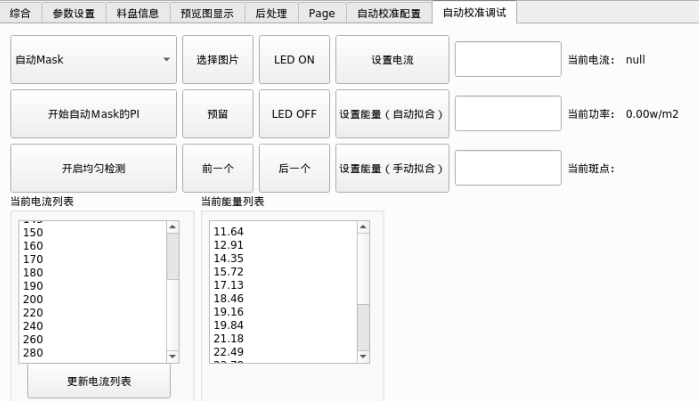 综合 参数设置 料盘信息 预览图显示 后处理 Page 自动校准配置 自动校准调试
自动Mask 选择图片 LED ON 设置电流 当前电流: null
开始自动Mask的PI 预留 LED OFF 设置能量（自动拟合） 当前功率: 0.00w/m2
开启均匀检测 前一个 后一个 设置能量（手动拟合） 当前斑点:
当前电流列表 当前能量列表
150 11.64
160 12.91
170 14.35
180 15.72
190 17.13
200 18.46
220 19.16
240 19.84
260 21.18
280 22.49
更新电流列表